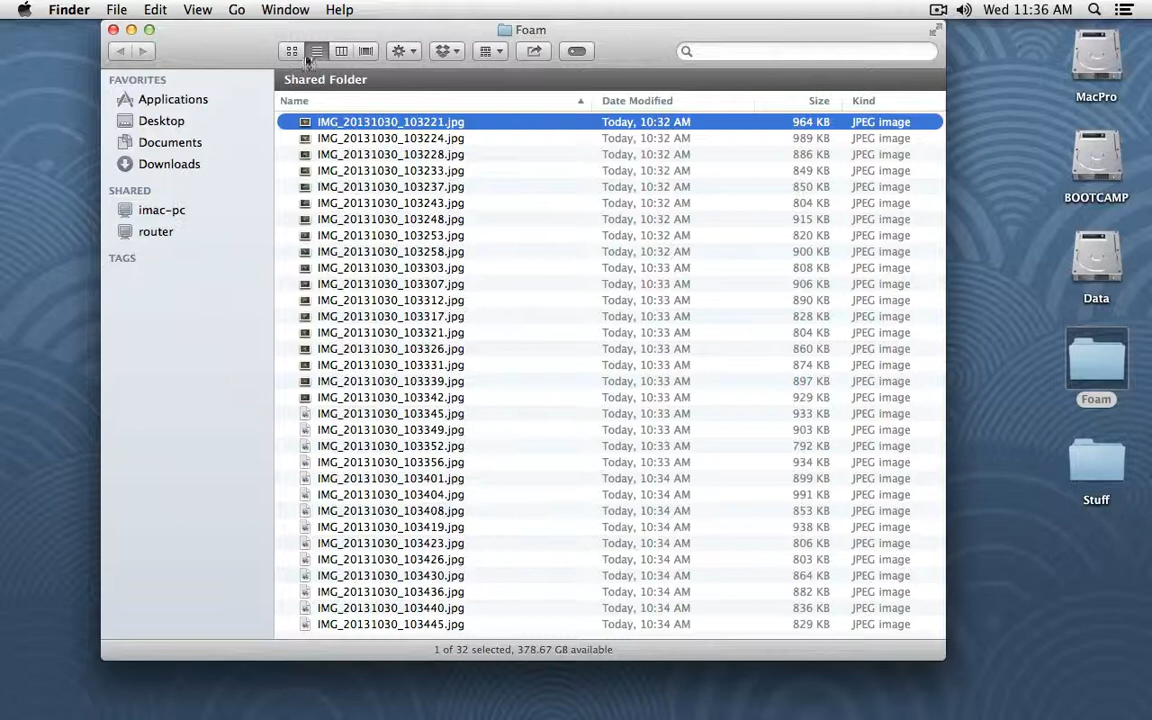 Finder File Edit View Go Window Help Wed 11:36 AM
Foam
Shared Folder
Name Date Modified Size Kind
FAVORITES
Applications
Desktop
Documents
Downloads
SHARED
imac-pc
router
TAGS
IMG_20131030_103221.jpg Today, 10:32 AM 964 KB JPEG image
IMG_20131030_103224.jpg Today, 10:32 AM 989 KB JPEG image
IMG_20131030_103228.jpg Today, 10:32 AM 886 KB JPEG image
IMG_20131030_103233.jpg Today, 10:32 AM 849 KB JPEG image
IMG_20131030_103237.jpg Today, 10:32 AM 850 KB JPEG image
IMG_20131030_103243.jpg Today, 10:32 AM 804 KB JPEG image
IMG_20131030_103248.jpg Today, 10:32 AM 915 KB JPEG image
IMG_20131030_103253.jpg Today, 10:32 AM 820 KB JPEG image
IMG_20131030_103258.jpg Today, 10:32 AM 900 KB JPEG image
IMG_20131030_103303.jpg Today, 10:33 AM 808 KB JPEG image
IMG_20131030_103307.jpg Today, 10:33 AM 906 KB JPEG image
IMG_20131030_103312.jpg Today, 10:33 AM 890 KB JPEG image
IMG_20131030_103317.jpg Today, 10:33 AM 828 KB JPEG image
IMG_20131030_103321.jpg Today, 10:33 AM 804 KB JPEG image
IMG_20131030_103326.jpg Today, 10:33 AM 860 KB JPEG image
IMG_20131030_103331.jpg Today, 10:33 AM 874 KB JPEG image
IMG_20131030_103339.jpg Today, 10:33 AM 897 KB JPEG image
IMG_20131030_103342.jpg Today, 10:33 AM 929 KB JPEG image
IMG_20131030_103345.jpg Today, 10:33 AM 933 KB JPEG image
IMG_20131030_103349.jpg Today, 10:33 AM 903 KB JPEG image
IMG_20131030_103352.jpg Today, 10:33 AM 792 KB JPEG image
IMG_20131030_103356.jpg Today, 10:33 AM 934 KB JPEG image
IMG_20131030_103401.jpg Today, 10:34 AM 899 KB JPEG image
IMG_20131030_103404.jpg Today, 10:34 AM 991 KB JPEG image
IMG_20131030_103408.jpg Today, 10:34 AM 853 KB JPEG image
IMG_20131030_103419.jpg Today, 10:34 AM 938 KB JPEG image
IMG_20131030_103423.jpg Today, 10:34 AM 806 KB JPEG image
IMG_20131030_103426.jpg Today, 10:34 AM 803 KB JPEG image
IMG_20131030_103430.jpg Today, 10:34 AM 864 KB JPEG image
IMG_20131030_103436.jpg Today, 10:34 AM 882 KB JPEG image
IMG_20131030_103440.jpg Today, 10:34 AM 836 KB JPEG image
IMG_20131030_103445.jpg Today, 10:34 AM 829 KB JPEG image
1 of 32 selected, 378.67 GB available
MacPro
BOOTCAMP
Data
Foam
Stuff